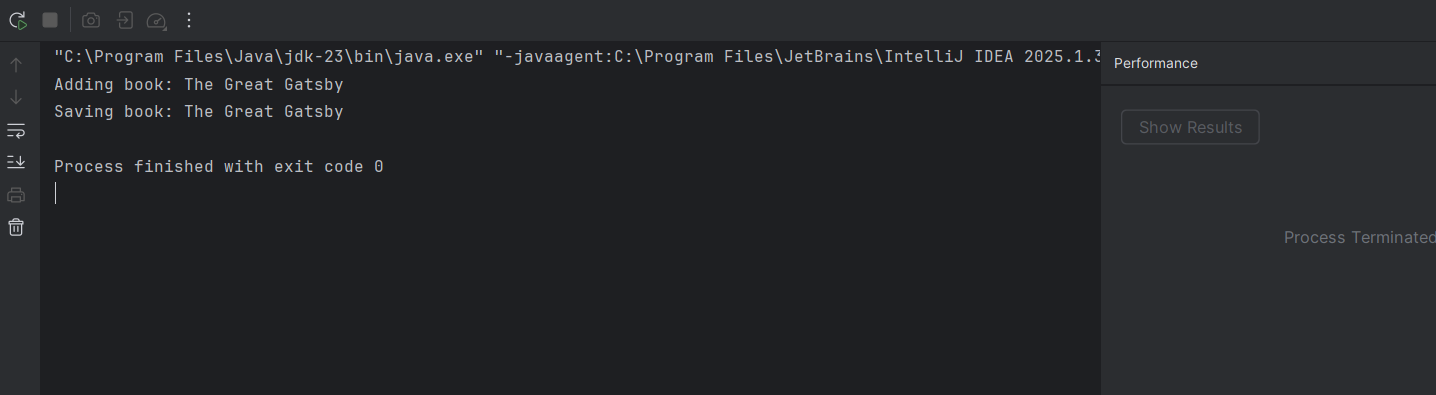 "C:\Program Files\Java\jdk-23\bin\java.exe" "-javaagent:C:\Program Files\JetBrains\IntelliJ IDEA 2025.1.3
Adding book: The Great Gatsby
Saving book: The Great Gatsby
Process finished with exit code 0
Performance
Show Results
Process Terminated